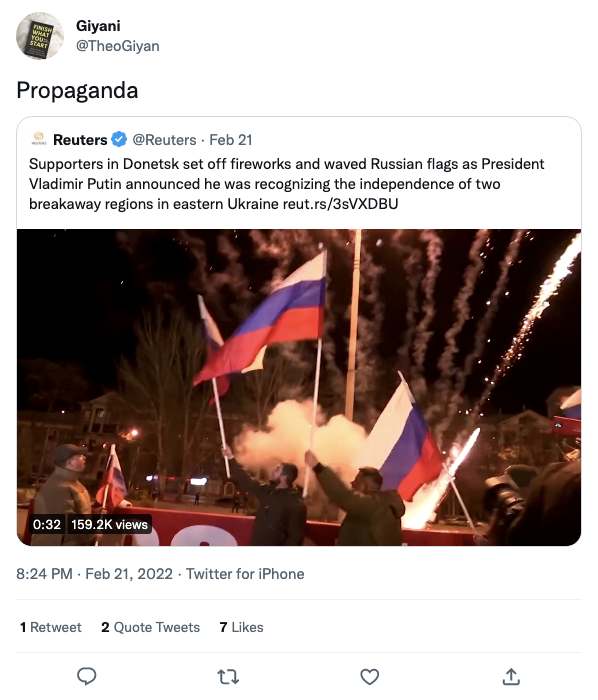 FINISH
WHAT
YOU
START
Giyani
@TheoGiyan
Propaganda
Reuters @Reuters · Feb 21
Supporters in Donetsk set off fireworks and waved Russian flags as President
Vladimir Putin announced he was recognizing the independence of two
breakaway regions in eastern Ukraine reut.rs/3sVXDBU
0:32 159.2K views
8:24 PM · Feb 21, 2022 · Twitter for iPhone
1 Retweet 2 Quote Tweets 7 Likes